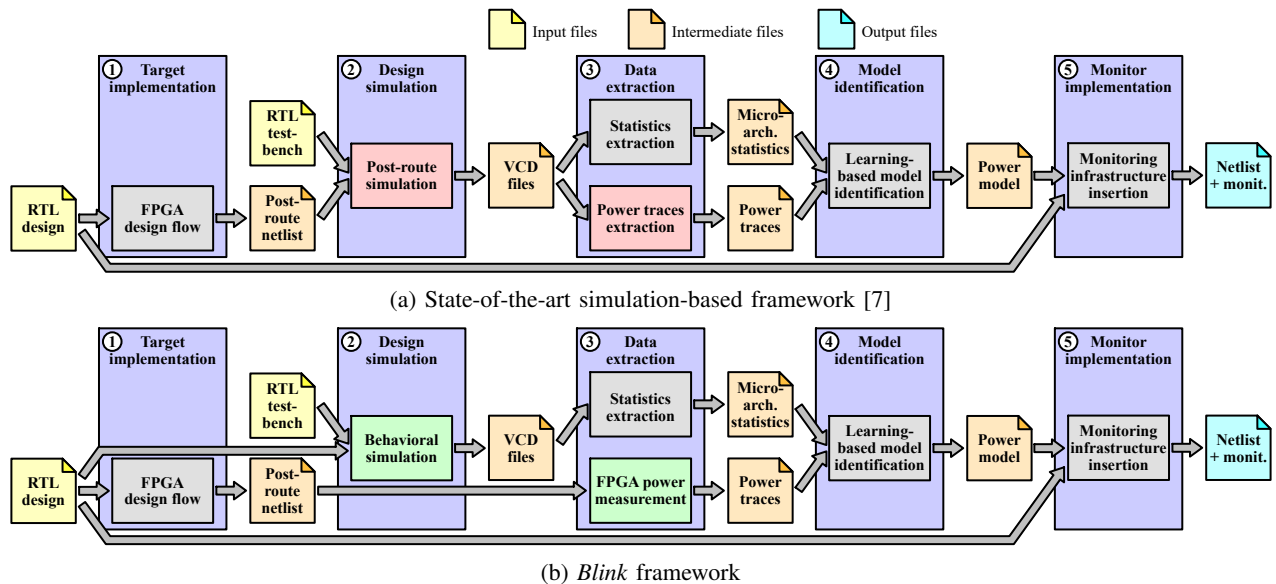 Input files
Intermediate files
Output files
1
Target
implementation
2
Design
simulation
3
Data
extraction
4
Model
identification
5
Monitor
implementation
RTL
design
FPGA
design flow
RTL
test-
bench
Post-
route
netlist
Post-route
simulation
VCD
files
Statistics
extraction
Power traces
extraction
Micro-
arch.
statistics
Power
traces
Learning-
based model
identification
Power
model
Monitoring
infrastructure
insertion
Netlist
+ monit.
(a) State-of-the-art simulation-based framework [7]
1
Target
implementation
2
Design
simulation
3
Data
extraction
4
Model
identification
5
Monitor
implementation
RTL
design
FPGA
design flow
RTL
test-
bench
Post-
route
netlist
Behavioral
simulation
VCD
files
Statistics
extraction
FPGA power
measurement
Micro-
arch.
statistics
Power
traces
Learning-
based model
identification
Power
model
Monitoring
infrastructure
insertion
Netlist
+ monit.
(b) Blink framework